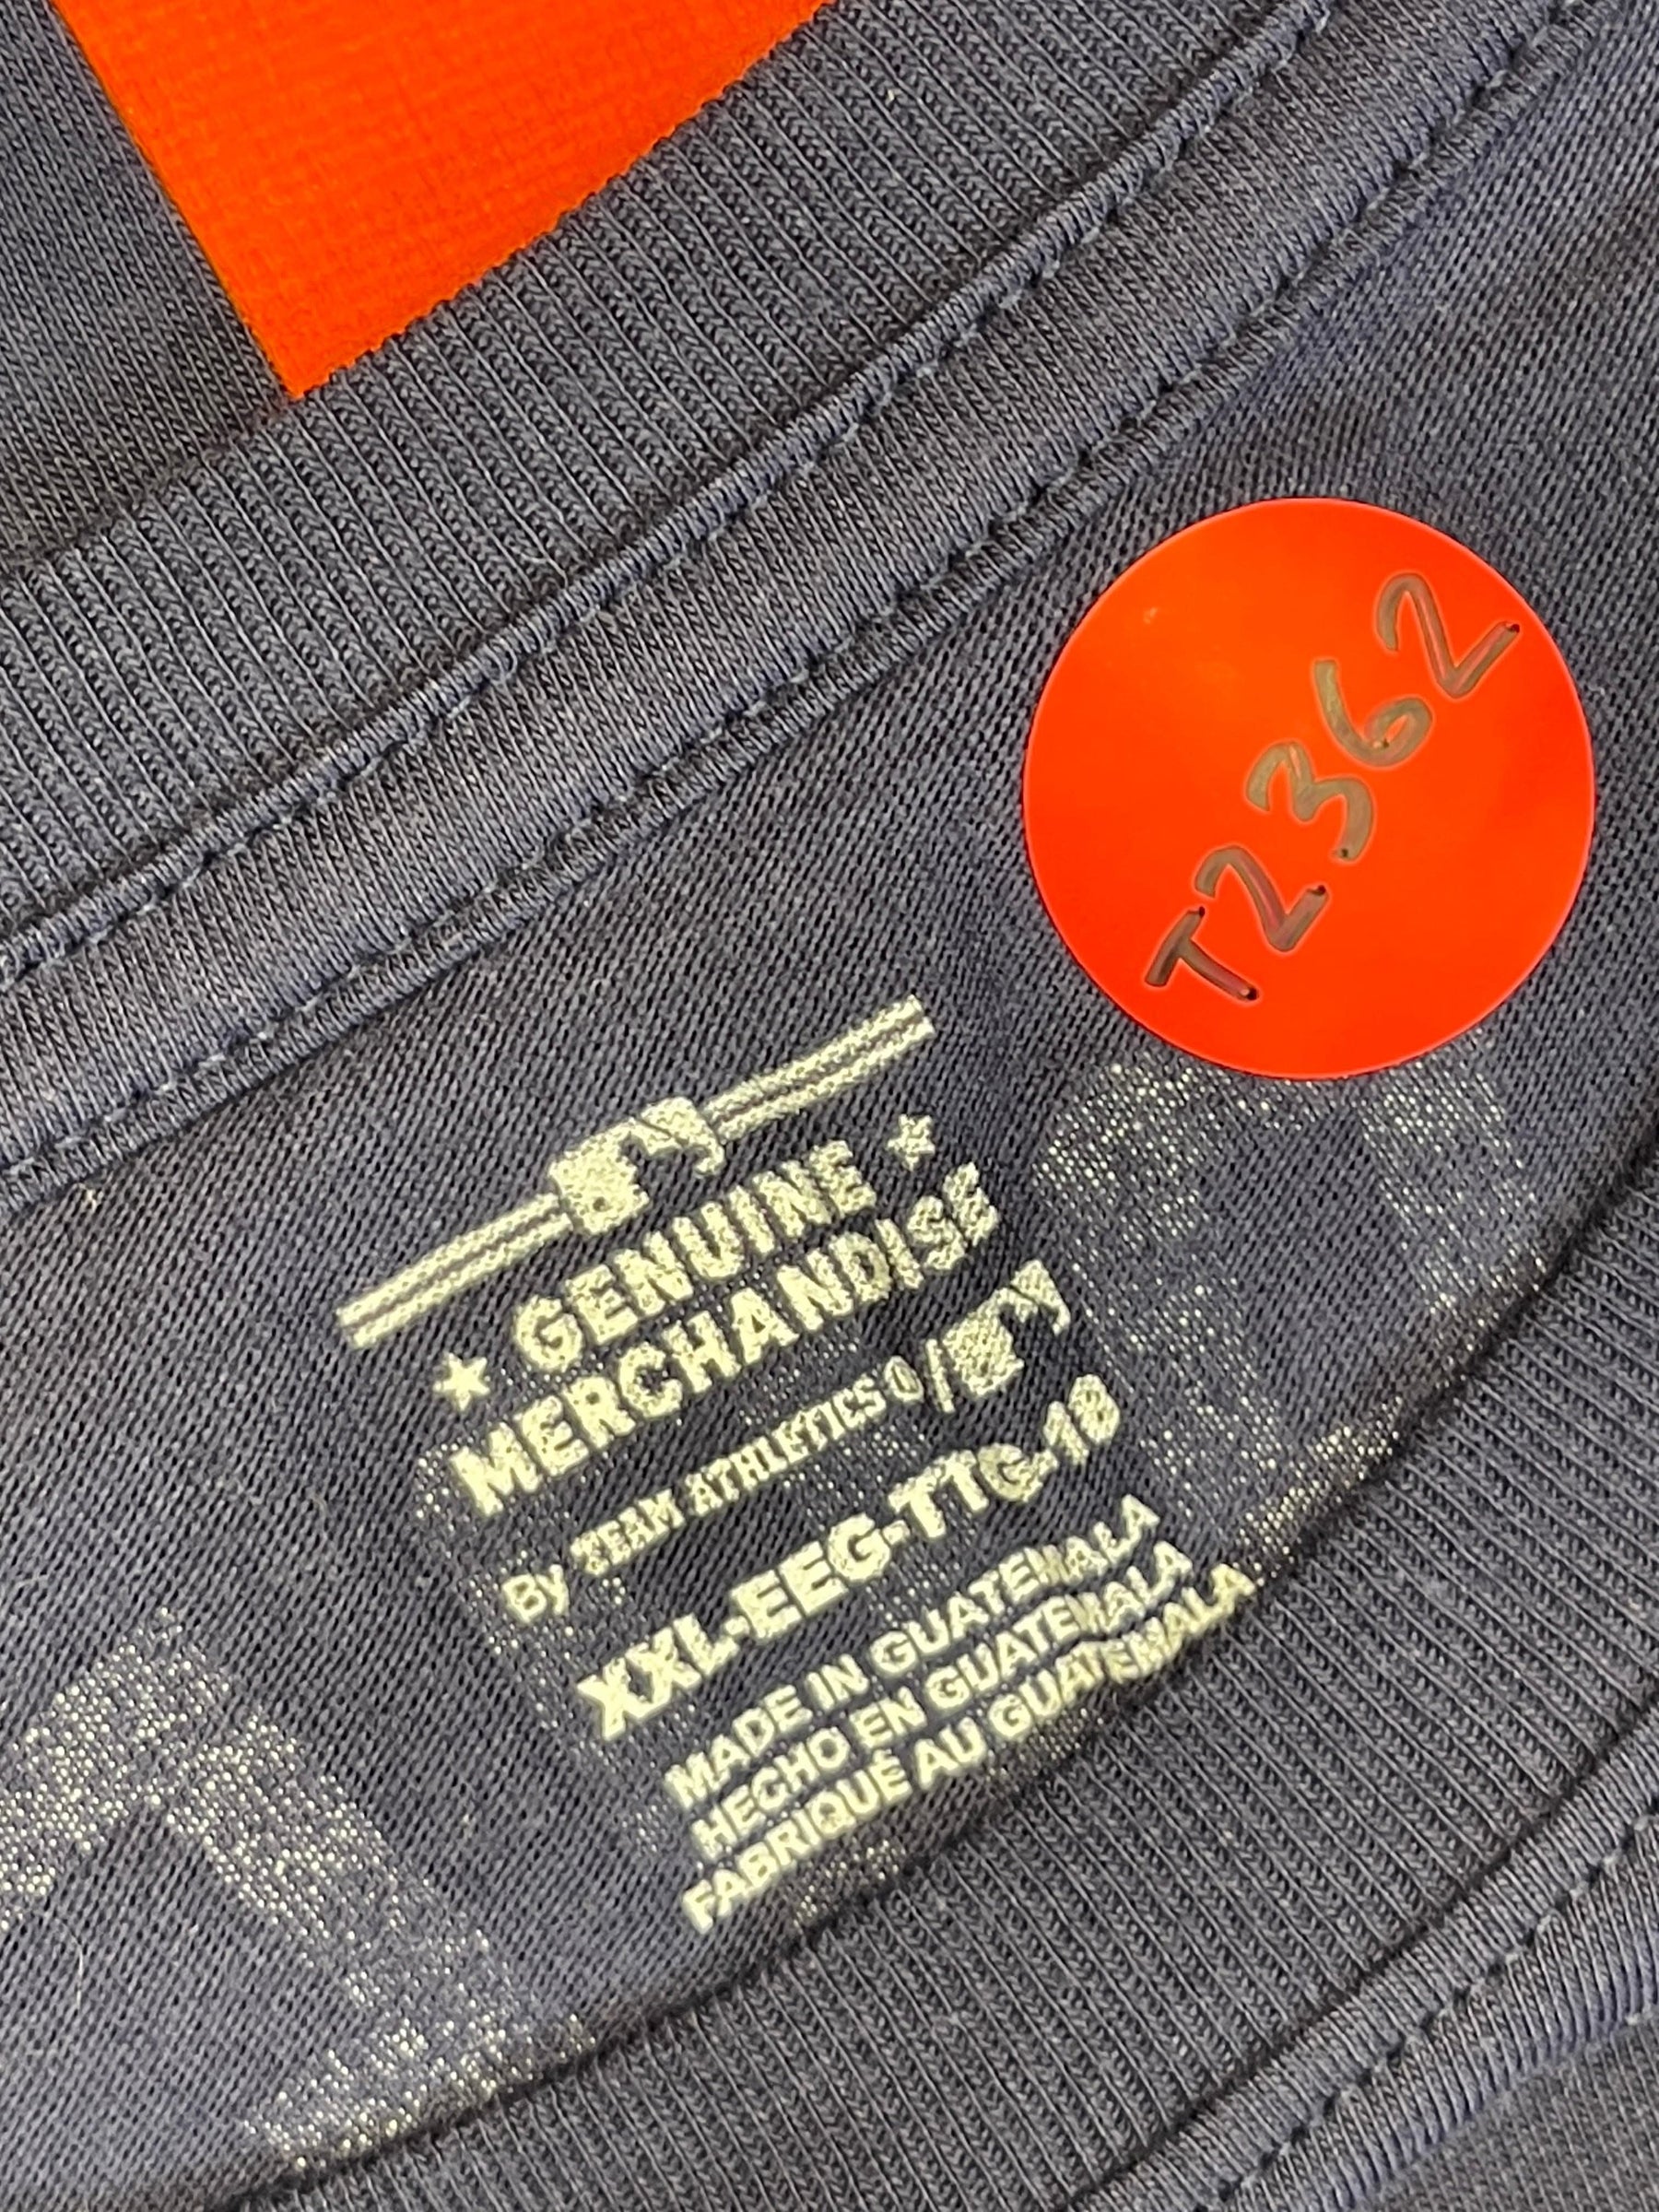 T2362
GENUINE
MERCHANDISE
By TEAM ATHLETICS
XXL-EEG-TTG-18
MADE IN GUATEMALA
HECHO EN GUATEMALA
FABRIQUÉ AU GUATEMALA